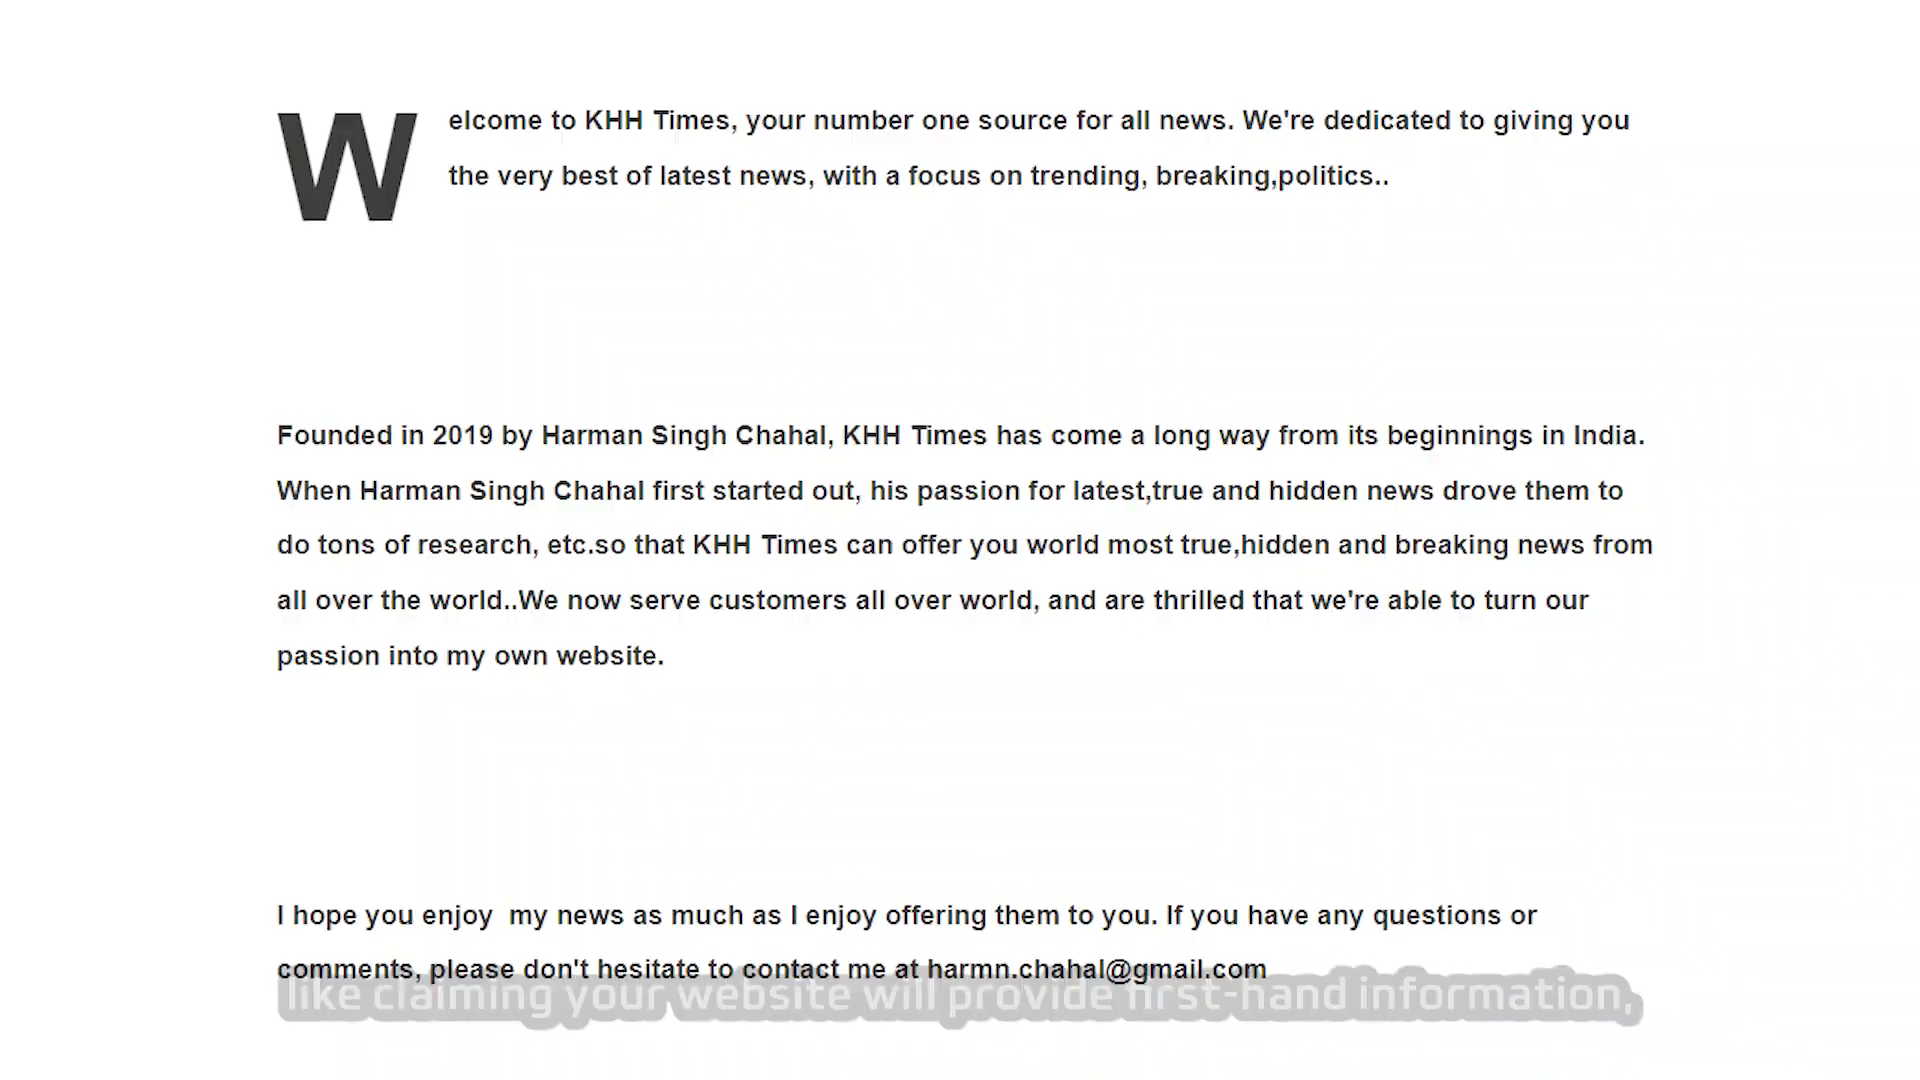 Welcome to KHH Times, your number one source for all news. We're dedicated to giving you
the very best of latest news, with a focus on trending, breaking,politics..
Founded in 2019 by Harman Singh Chahal, KHH Times has come a long way from its beginnings in India.
When Harman Singh Chahal first started out, his passion for latest,true and hidden news drove them to
do tons of research, etc.so that KHH Times can offer you world most true,hidden and breaking news from
all over the world..We now serve customers all over world, and are thrilled that we're able to turn our
passion into my own website.
I hope you enjoy  my news as much as I enjoy offering them to you. If you have any questions or
comments, please don't hesitate to contact me at harmn.chahal@gmail.com
like claiming your website will provide first-hand information,